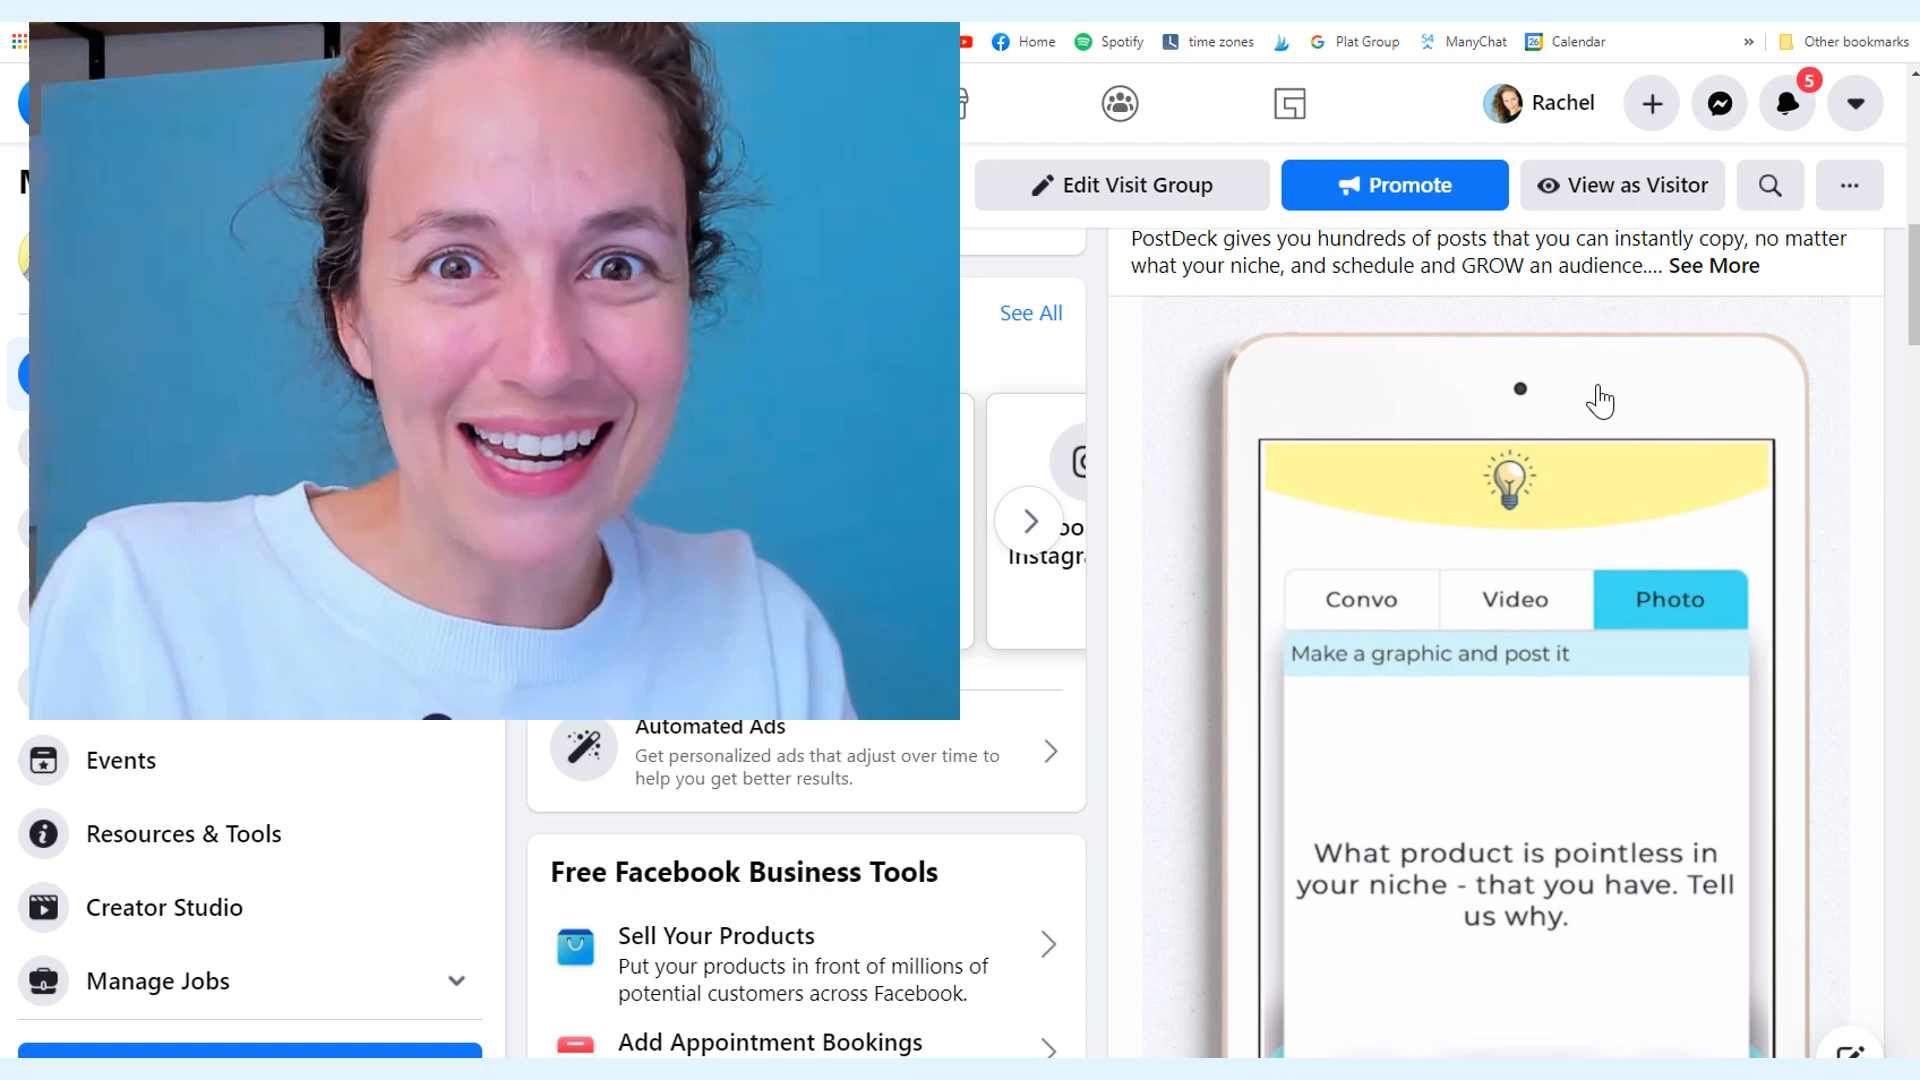 Home
Spotify
time zones
Plat Group
ManyChat
26
Calendar
»
Other bookmarks
Rachel
5
Edit Visit Group
Promote
View as Visitor
PostDeck gives you hundreds of posts that you can instantly copy, no matter
what your niche, and schedule and GROW an audience.... See More
See All
Automated Ads
Get personalized ads that adjust over time to
help you get better results.
Events
Resources & Tools
Creator Studio
Manage Jobs
Free Facebook Business Tools
Sell Your Products
Put your products in front of millions of
potential customers across Facebook.
Add Appointment Bookings
Convo
Video
Photo
Make a graphic and post it
What product is pointless in
your niche - that you have. Tell
us why.